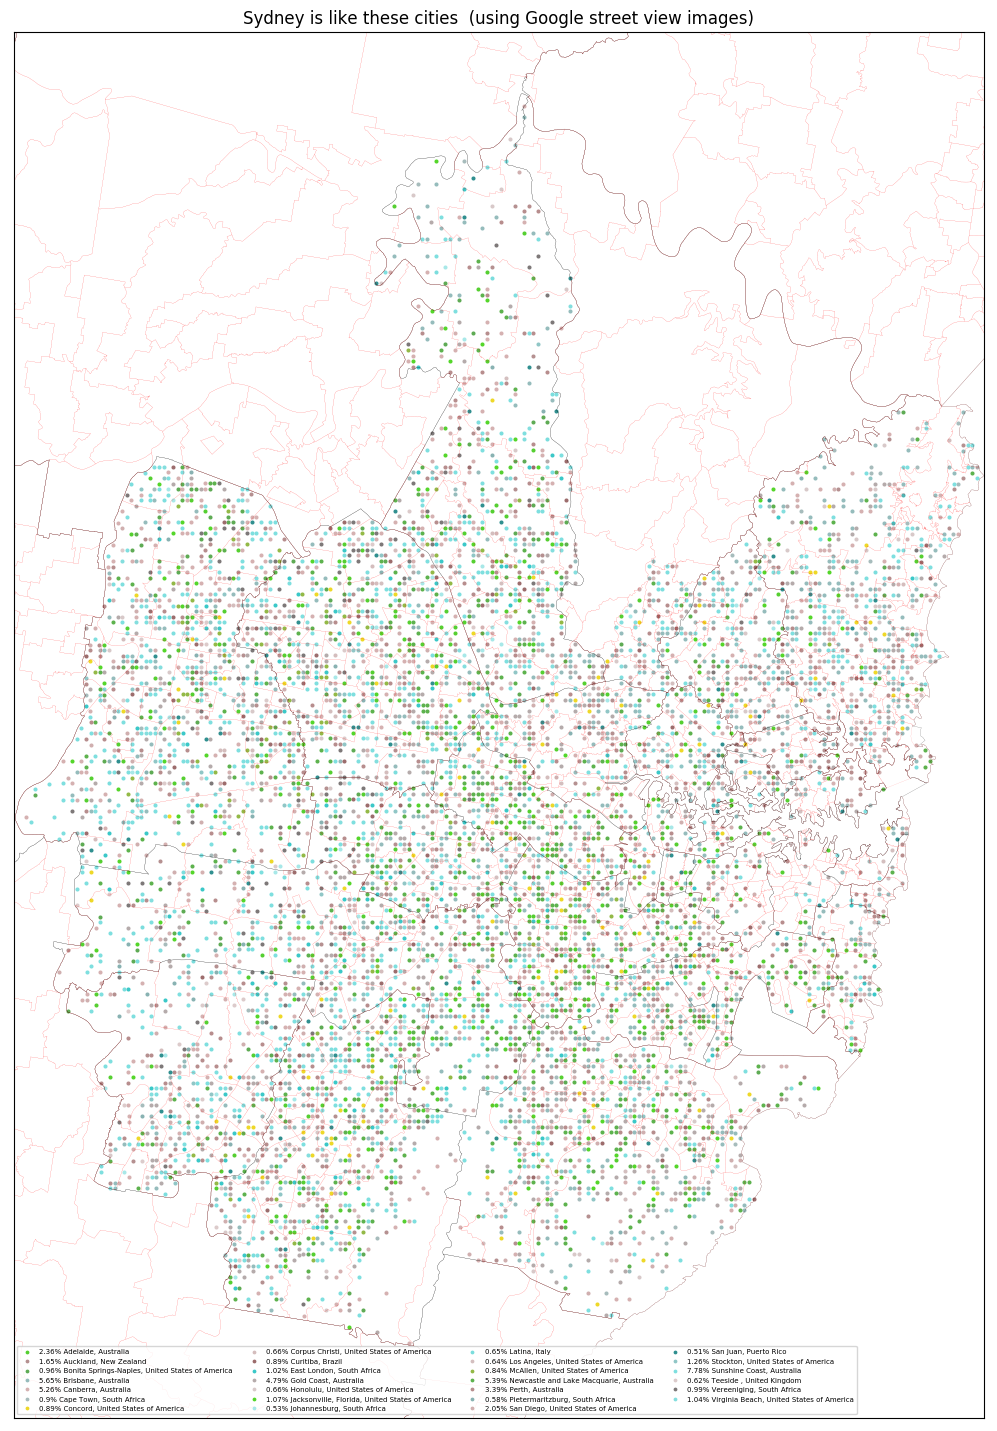 Sydney is like these cities  (using Google street view images)
2.36% Adelaide, Australia
1.65% Auckland, New Zealand
0.96% Bonita Springs-Naples, United States of America
5.65% Brisbane, Australia
5.26% Canberra, Australia
0.9% Cape Town, South Africa
0.89% Concord, United States of America
0.66% Corpus Christi, United States of America
0.89% Curitiba, Brazil
1.02% East London, South Africa
4.79% Gold Coast, Australia
0.66% Honolulu, United States of America
1.07% Jacksonville, Florida, United States of America
0.53% Johannesburg, South Africa
0.65% Latina, Italy
0.64% Los Angeles, United States of America
0.84% McAllen, United States of America
5.39% Newcastle and Lake Macquarie, Australia
3.39% Perth, Australia
0.58% Pietermaritzburg, South Africa
2.05% San Diego, United States of America
0.51% San Juan, Puerto Rico
1.26% Stockton, United States of America
7.78% Sunshine Coast, Australia
0.62% Teeside , United Kingdom
0.99% Vereeniging, South Africa
1.04% Virginia Beach, United States of America